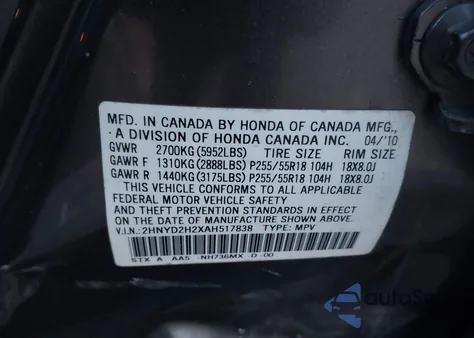 MFD. IN CANADA BY HONDA OF CANADA MFG.,
A DIVISION OF HONDA CANADA INC. 04/'10
GVWR 2700KG(5952LBS) TIRE SIZE RIM SIZE
GAWR F 1310KG(2888LBS) P255/55R18 104H 18X8.0J
GAWR R 1440KG(3175LBS) P255/55R18 104H 18X8.0J
THIS VEHICLE CONFORMS TO ALL APPLICABLE
FEDERAL MOTOR VEHICLE SAFETY
AND THEFT PREVENTION STANDARDS IN EFFECT
ON THE DATE OF MANUFACTURE SHOWN ABOVE.
V.I.N.: 2HNYD2H2XAH517838 TYPE: MPV
STX A AA5 -NH736MX -D -00